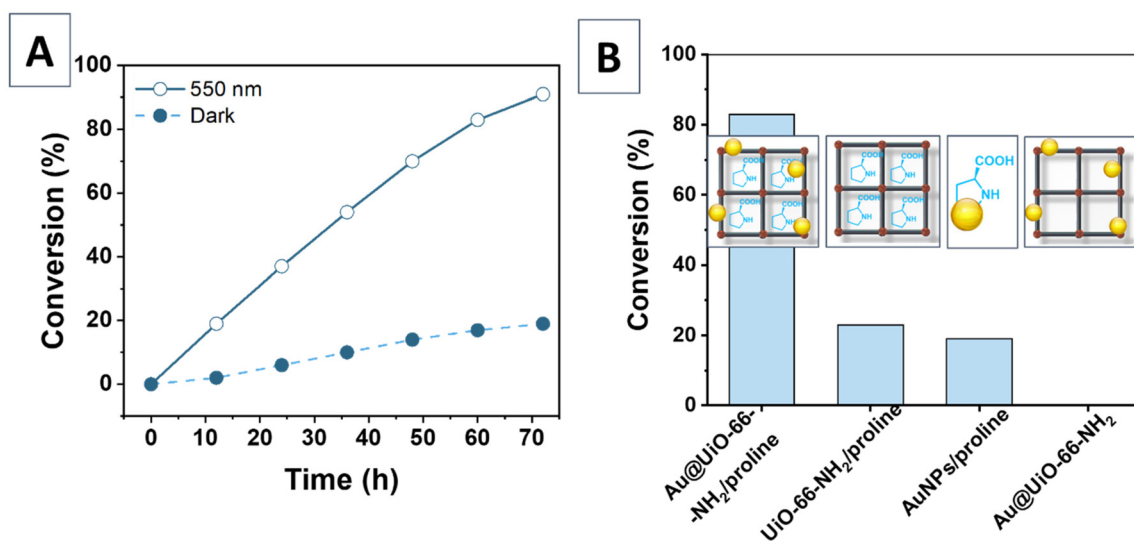 A
B
100
80
60
40
20
0
Conversion (%)
550 nm
Dark
0
10
20
30
40
50
60
70
Time (h)
100
80
60
40
20
0
Conversion (%)
COOH
COOH
NH
NH
COOH
COOH
NH
NH
COOH
COOH
NH
NH
COOH
COOH
NH
NH
COOH
NH
Au@UiO-66-
-NH₂/proline
UiO-66-NH₂/proline
AuNPs/proline
Au@UiO-66-NH₂